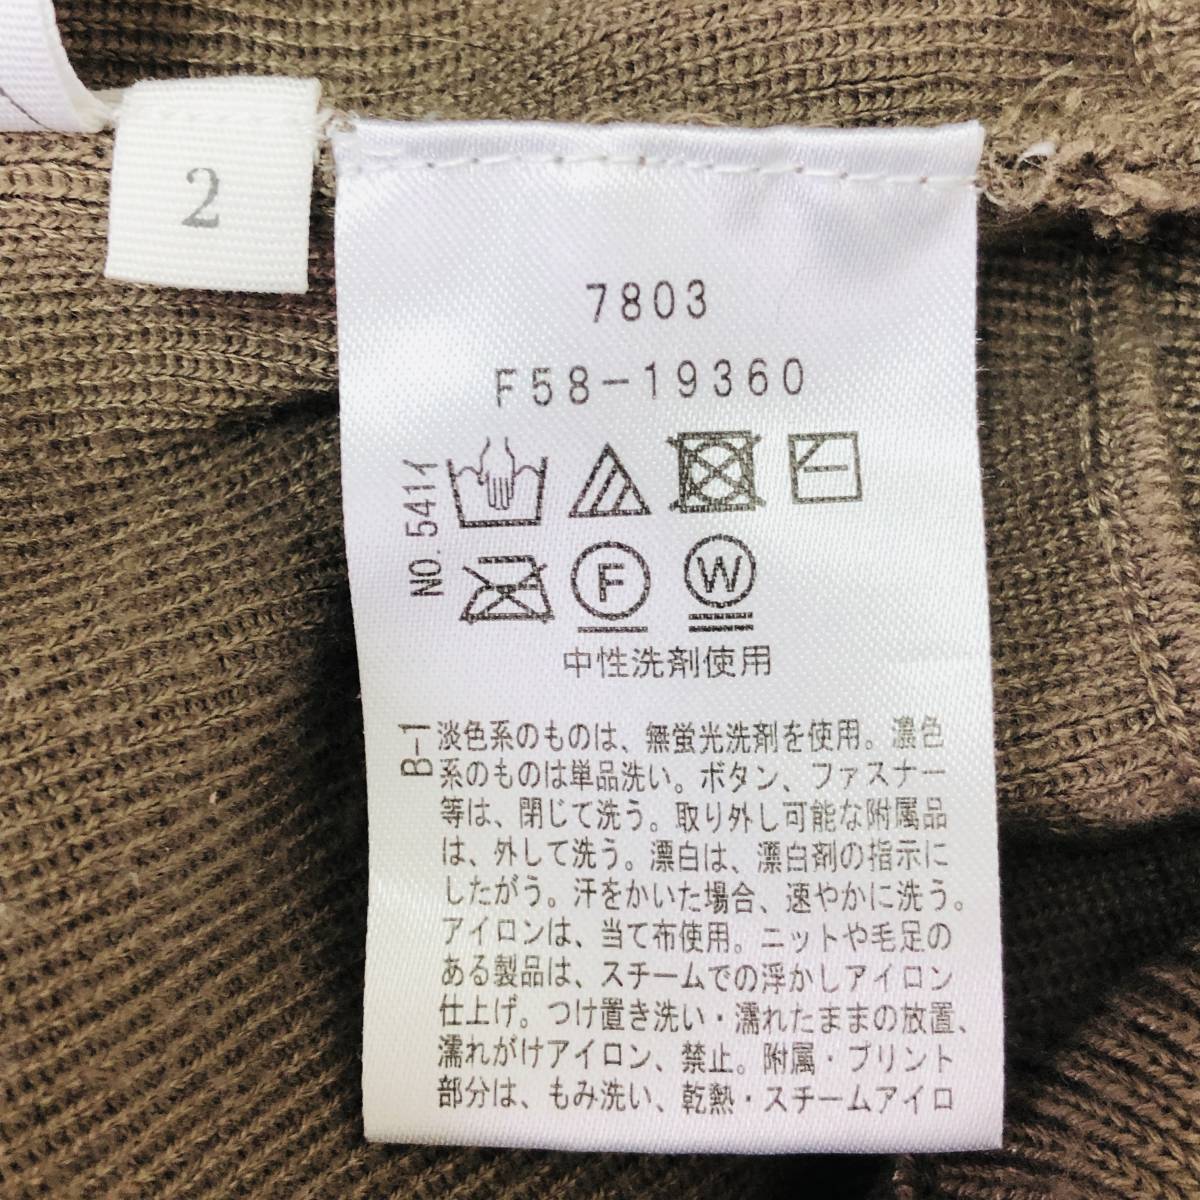 2
7803
F58-19360
NO.541イ
F
W
中性洗剤使用
B-1
淡色系のものは、無蛍光洗剤を使用。濃色
系のものは単品洗い。ボタン、ファスナー
等は、閉じて洗う。取り外し可能な附属品
は、外して洗う。漂白は、漂白剤の指示に
したがう。汗をかいた場合、速やかに洗う。
アイロンは、当て布使用。ニットや毛足の
ある製品は、スチームでの浮かしアイロン
仕上げ。つけ置き洗い・濡れたままの放置、
濡れがけアイロン、禁止。附属・プリント
部分は、もみ洗い、乾熱・スチームアイロ